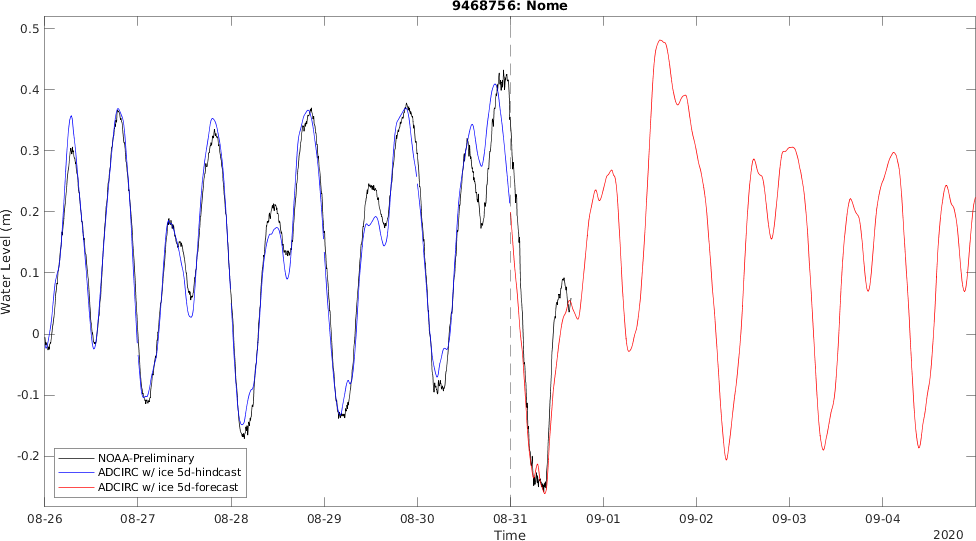 9468756: Nome
Water Level (m)
0.5
0.4
0.3
0.2
0.1
0
-0.1
-0.2
NOAA-Preliminary
ADCIRC w/ ice 5d-hindcast
ADCIRC w/ ice 5d-forecast
08-26 08-27 08-28 08-29 08-30 08-31 09-01 09-02 09-03 09-04
Time
2020